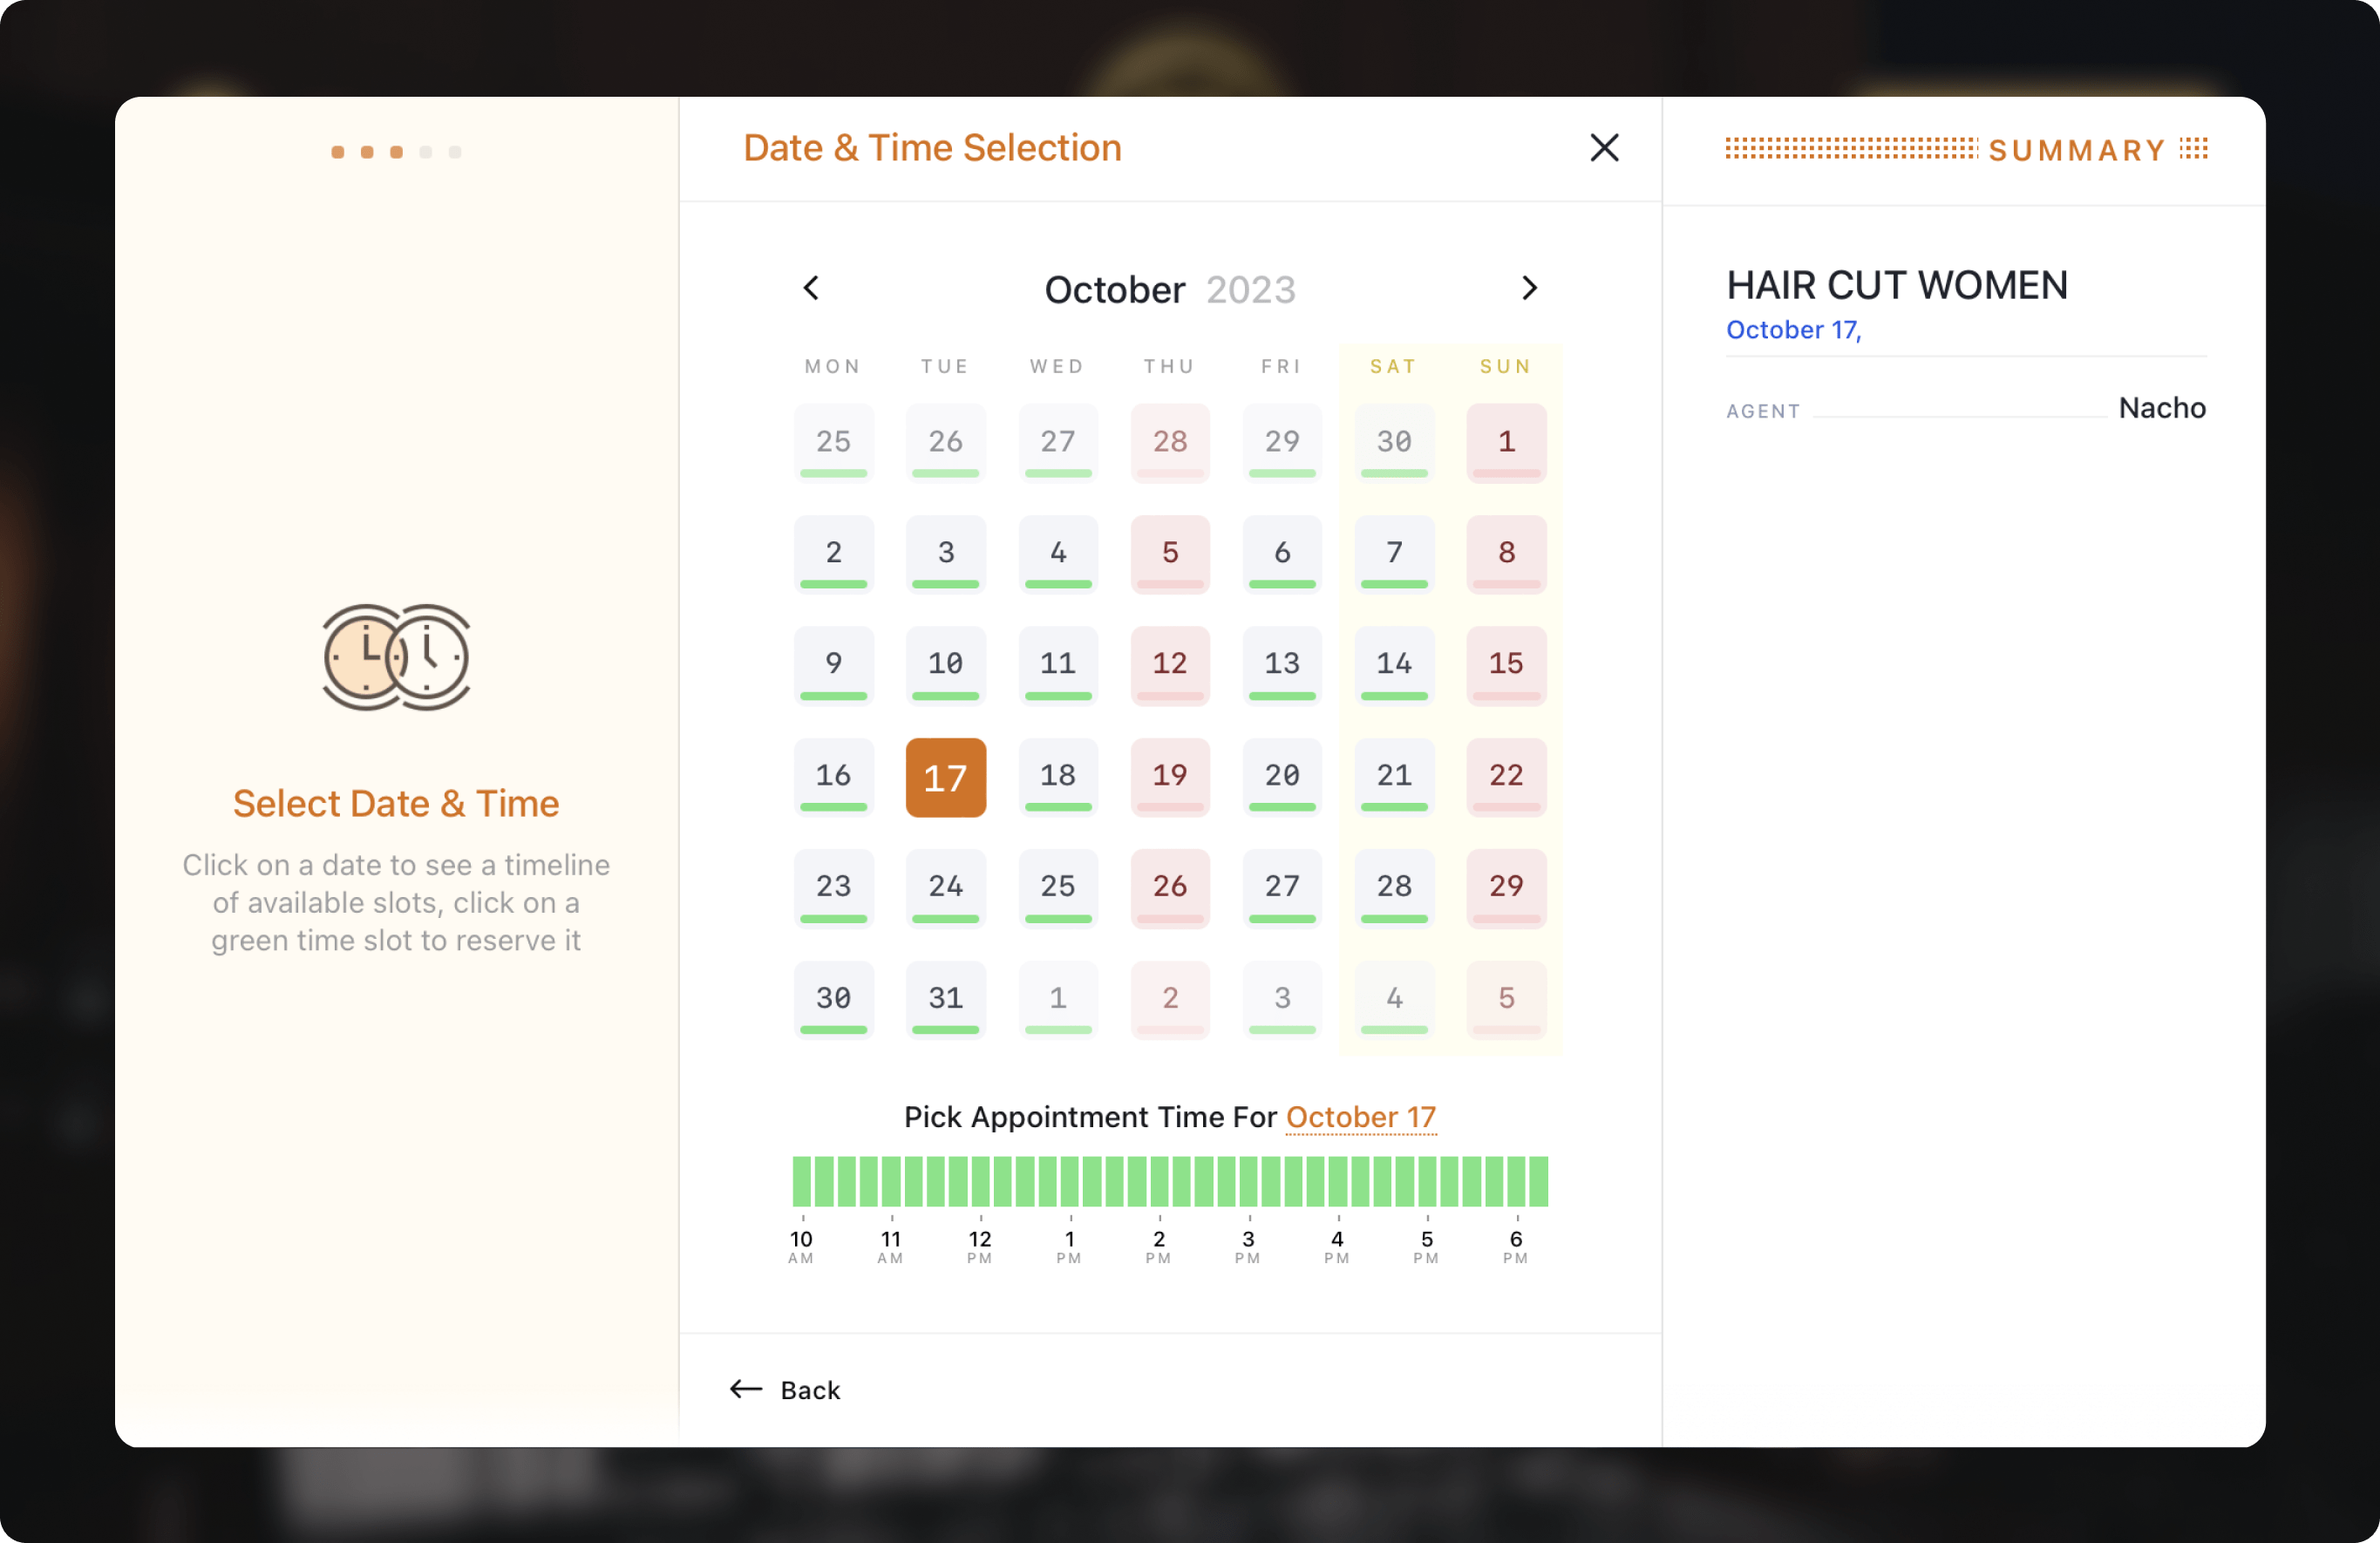 Select Date & Time
Click on a date to see a timeline
of available slots, click on a
green time slot to reserve it
Date & Time Selection
October 2023
MON TUE WED THU FRI SAT SUN
25 26 27 28 29 30 1
2 3 4 5 6 7 8
9 10 11 12 13 14 15
16 17 18 19 20 21 22
23 24 25 26 27 28 29
30 31 1 2 3 4 5
Pick Appointment Time For October 17
10 11 12 1 2 3 4 5 6
AM AM PM PM PM PM PM PM PM
Back
SUMMARY
HAIR CUT WOMEN
October 17,
AGENT Nacho